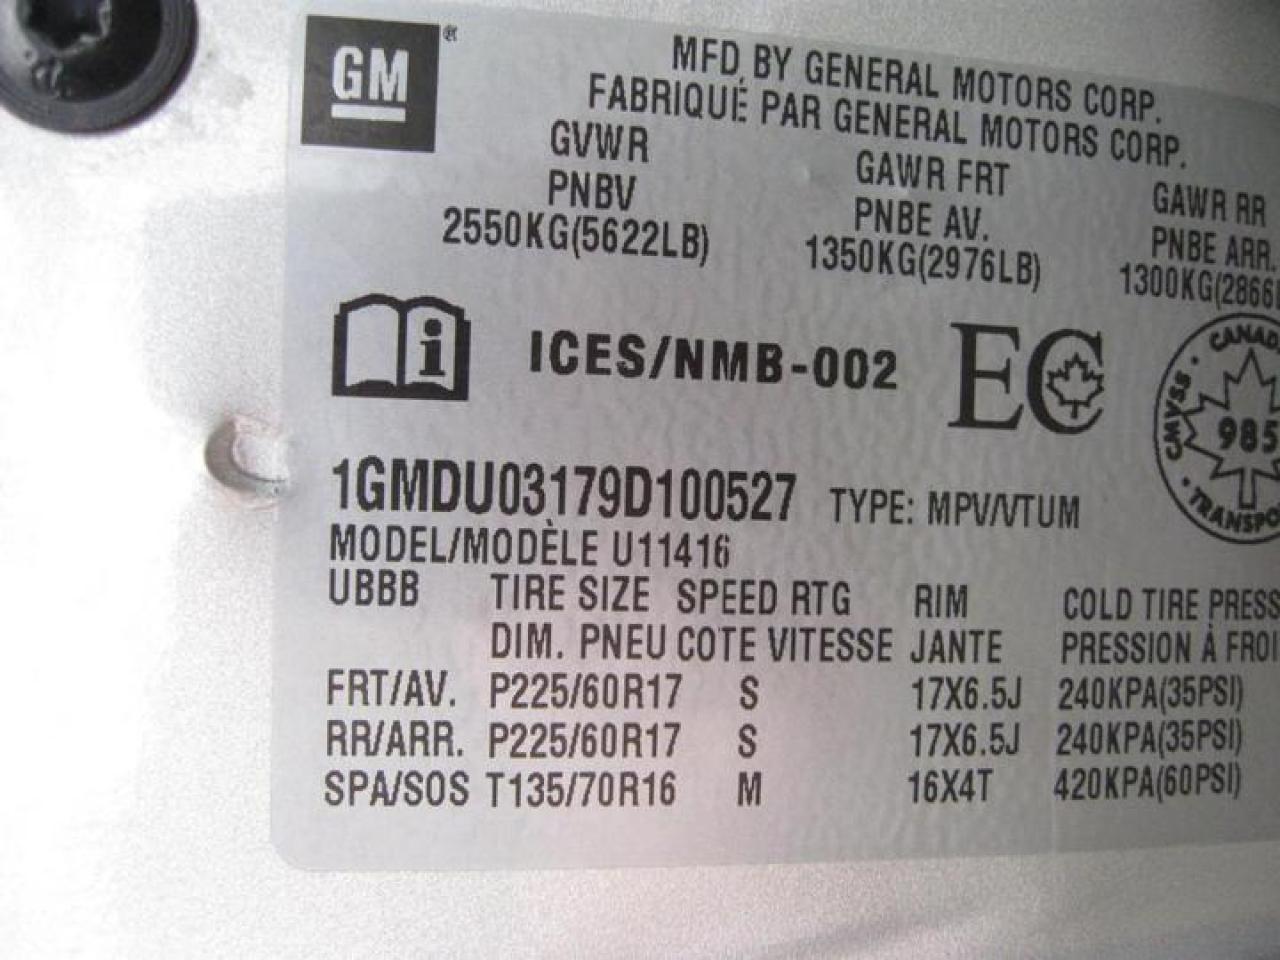 GM®
MFD. BY GENERAL MOTORS CORP.
FABRIQUÉ PAR GENERAL MOTORS CORP.
GVWR GAWR FRT GAWR RR
PNBV PNBE AV. PNBE ARR.
2550KG(5622LB) 1350KG(2976LB) 1300KG(2866
i ICES/NMB-002 EC
CANAD
CMVSS
985
TRANSPO
1GMDU03179D100527 TYPE: MPV/VTUM
MODEL/MODÈLE U11416
UBBB TIRE SIZE SPEED RTG RIM COLD TIRE PRESS
DIM. PNEU COTE VITESSE JANTE PRESSION À FROI
FRT/AV. P225/60R17 S 17X6.5J 240KPA(35PSI)
RR/ARR. P225/60R17 S 17X6.5J 240KPA(35PSI)
SPA/SOS T135/70R16 M 16X4T 420KPA(60PSI)